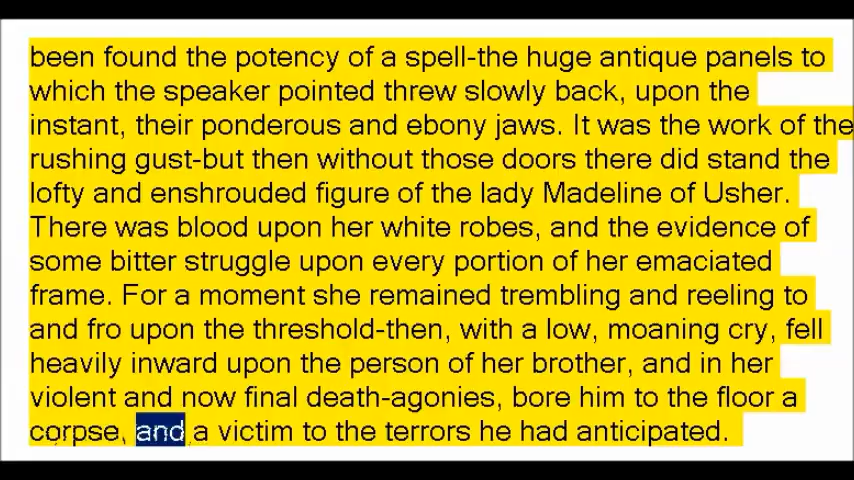 been found the potency of a spell-the huge antique panels to
which the speaker pointed threw slowly back, upon the
instant, their ponderous and ebony jaws. It was the work of the
rushing gust-but then without those doors there did stand the
lofty and enshrouded figure of the lady Madeline of Usher.
There was blood upon her white robes, and the evidence of
some bitter struggle upon every portion of her emaciated
frame. For a moment she remained trembling and reeling to
and fro upon the threshold-then, with a low, moaning cry, fell
heavily inward upon the person of her brother, and in her
violent and now final death-agonies, bore him to the floor a
corpse, and a victim to the terrors he had anticipated.